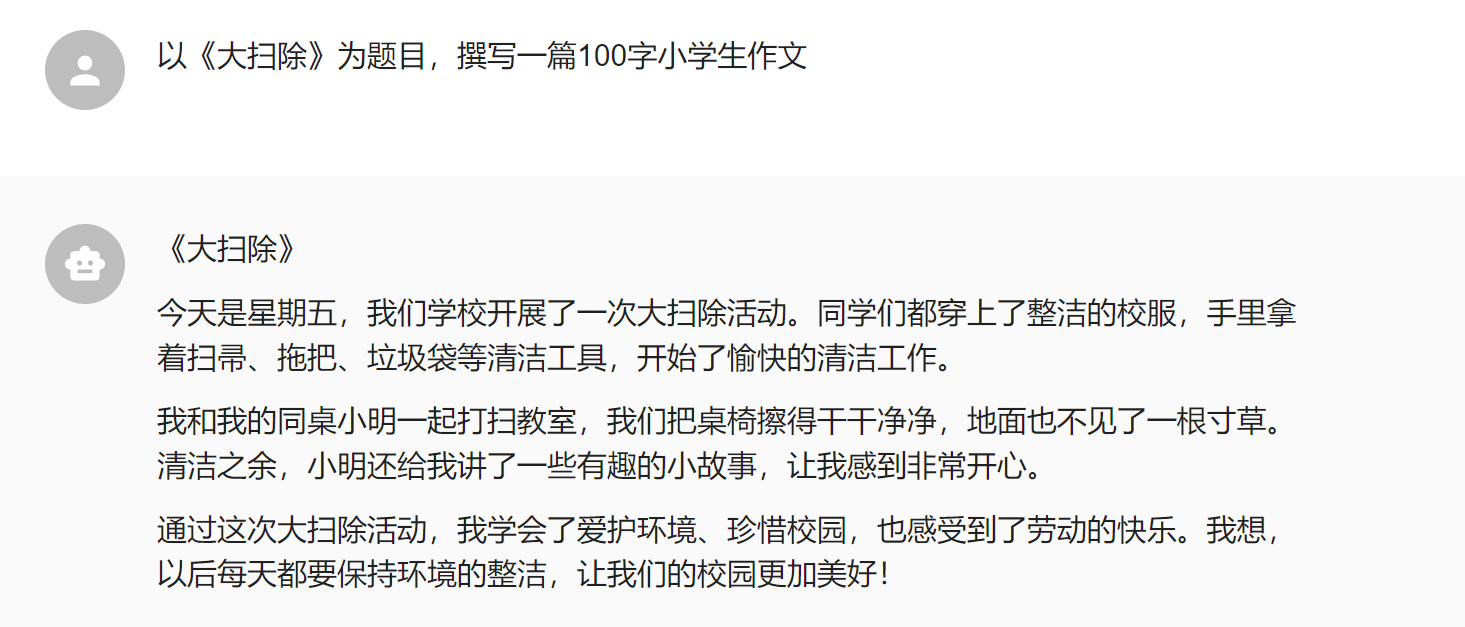 以《大扫除》为题目，撰写一篇100字小学生作文
《大扫除》
今天是星期五，我们学校开展了一次大扫除活动。同学们都穿上了整洁的校服，手里拿
着扫帚、拖把、垃圾袋等清洁工具，开始了愉快的清洁工作。
我和我的同桌小明一起打扫教室，我们把桌椅擦得干干净净，地面也不见了一根寸草。
清洁之余，小明还给我讲了一些有趣的小故事，让我感到非常开心。
通过这次大扫除活动，我学会了爱护环境、珍惜校园，也感受到了劳动的快乐。我想，
以后每天都要保持环境的整洁，让我们的校园更加美好！